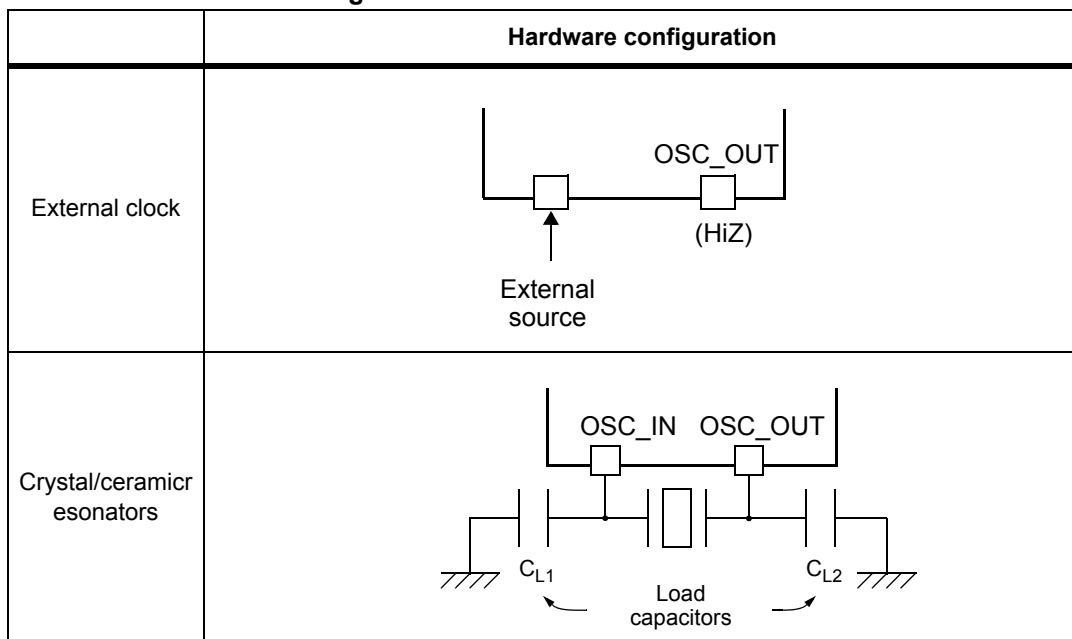 Hardware configuration
External clock
OSC_OUT
(HiZ)
External
source
Crystal/ceramicr
esonators
OSC_IN OSC_OUT
CL1
CL2
Load
capacitors